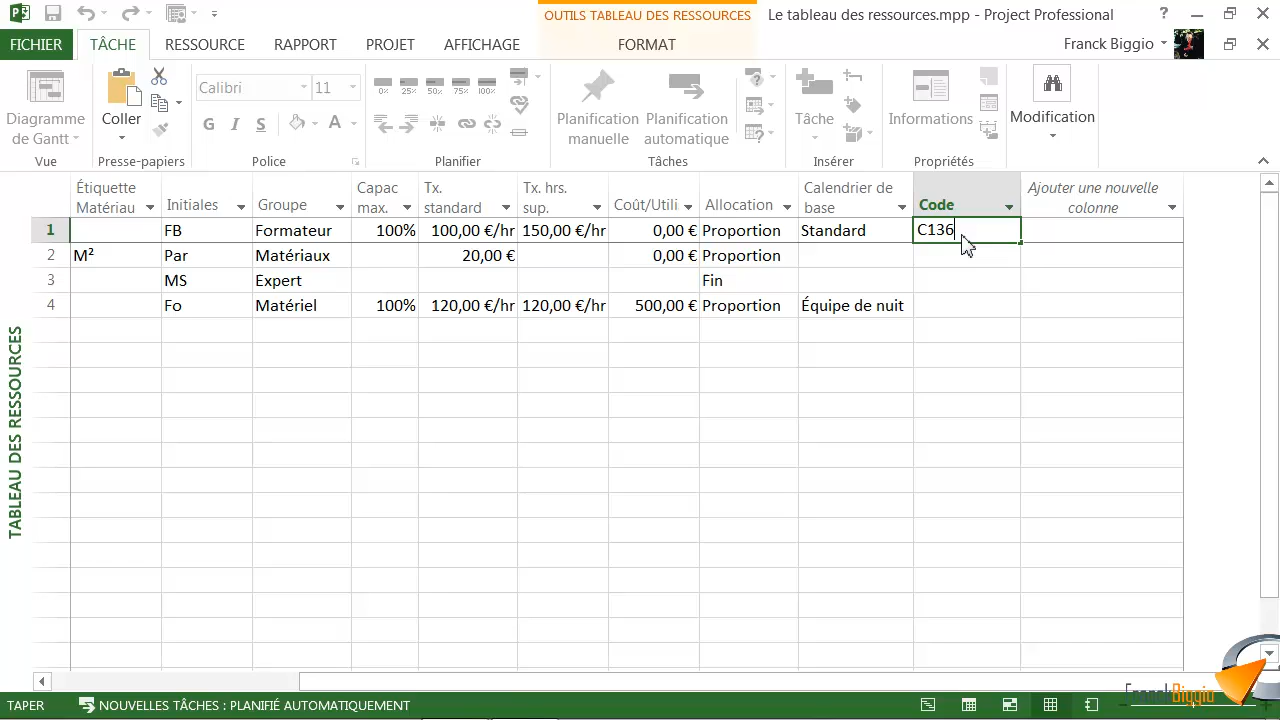 OUTILS TABLEAU DES RESSOURCES
Le tableau des ressources.mpp - Project Professional
FICHIER
TÂCHE
RESSOURCE
RAPPORT
PROJET
AFFICHAGE
FORMAT
Franck Biggio
Diagramme de Gantt
Coller
Calibri
11
G I S
A
0% 25% 50% 75% 100%
Planification manuelle
Planification automatique
Tâche
Informations
Modification
Vue
Presse-papiers
Police
Planifier
Tâches
Insérer
Propriétés
Étiquette Matériau
Initiales
Groupe
Capac max.
Tx. standard
Tx. hrs. sup.
Coût/Utili
Allocation
Calendrier de base
Code
Ajouter une nouvelle colonne
1 FB Formateur 100% 100,00 €/hr 150,00 €/hr 0,00 € Proportion Standard C136
2 M² Par Matériaux 20,00 € 0,00 € Proportion
3 MS Expert Fin
4 Fo Matériel 100% 120,00 €/hr 120,00 €/hr 500,00 € Proportion Équipe de nuit
TABLEAU DES RESSOURCES
TAPER
NOUVELLES TÂCHES : PLANIFIÉ AUTOMATIQUEMENT
FranckBiggio